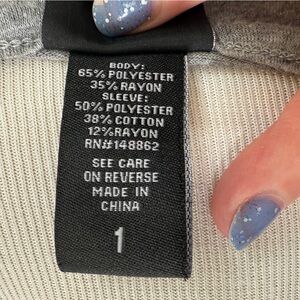 BODY:
65% POLYESTER
35% RAYON
SLEEVE:
50% POLYESTER
38% COTTON
12% RAYON
RN#148862
SEE CARE
ON REVERSE
MADE IN
CHINA
1